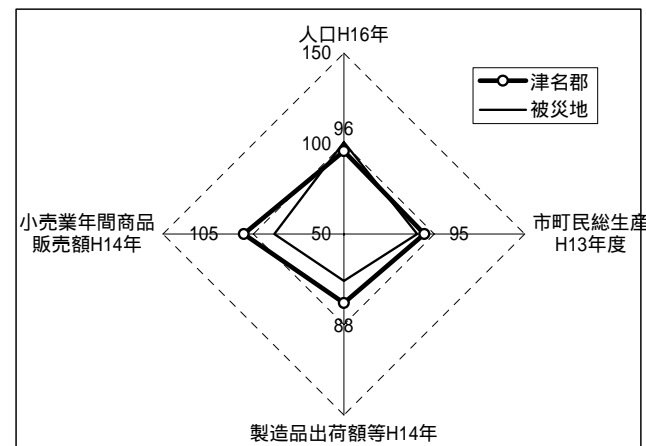 人口H16年
150
津名郡
被災地
96
100
小売業年間商品
販売額H14年
105
50
95
市町民総生産
H13年度
88
製造品出荷額等H14年